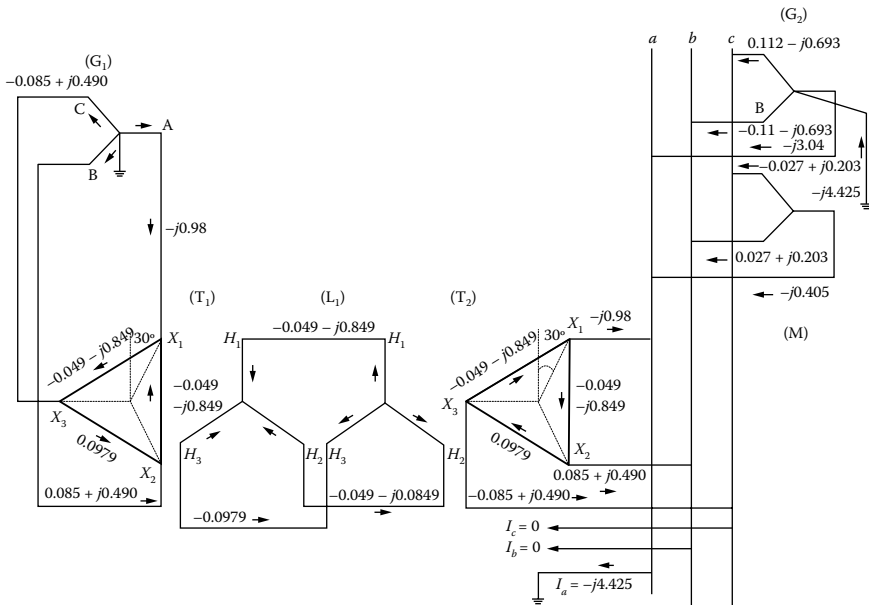 (G₂)
a
b
c
0.112 − j0.693
(G₁)
−0.085 + j0.490
C
A
B
B
−0.11 − j0.693
−j3.04
−0.027 + j0.203
−j4.425
−j0.98
0.027 + j0.203
(T₁)
(L₁)
(T₂)
−j0.405
−0.049 − j0.849
X₁
−j0.98
(M)
30°
X₁
H₁
H₁
30°
−0.049 − j0.849
−0.049
−j0.849
−0.049 − j0.849
−0.049
−j0.849
X₃
X₃
0.0979
H₃
H₂
H₃
H₂
0.0979
X₂
X₂
0.085 + j0.490
0.085 + j0.490
−0.049 − j0.0849
−0.085 + j0.490
−0.0979
I_c = 0
I_b = 0
I_a = −j4.425